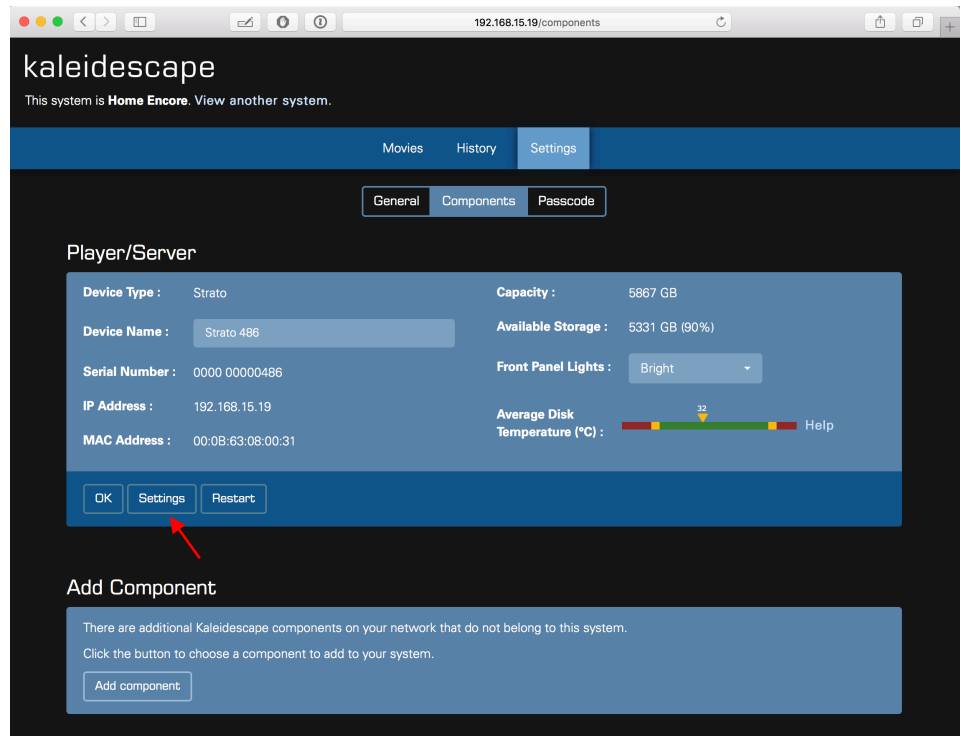 192.168.15.19/components
kaleidescape
This system is Home Encore. View another system.
Movies History Settings
General Components Passcode
Player/Server
Device Type : Strato
Device Name : Strato 486
Serial Number : 0000 00000486
IP Address : 192.168.15.19
MAC Address : 00:0B:63:08:00:31
Capacity : 5867 GB
Available Storage : 5331 GB (90%)
Front Panel Lights : Bright
32
Average Disk
Temperature (°C) : Help
OK Settings Restart
Add Component
There are additional Kaleidescape components on your network that do not belong to this system.
Click the button to choose a component to add to your system.
Add component